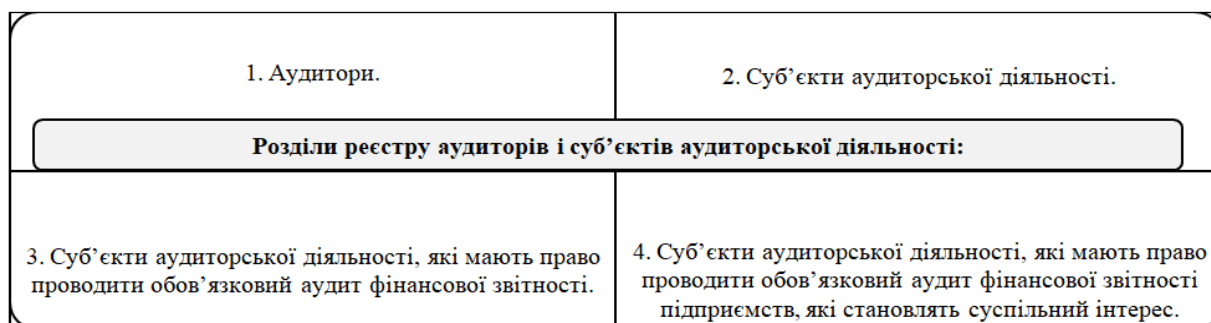 1. Аудитори.
2. Суб’єкти аудиторської діяльності.
Розділи реєстру аудиторів і суб’єктів аудиторської діяльності:
3. Суб’єкти аудиторської діяльності, які мають право
проводити обов’язковий аудит фінансової звітності.
4. Суб’єкти аудиторської діяльності, які мають право
проводити обов’язковий аудит фінансової звітності
підприємств, які становлять суспільний інтерес.